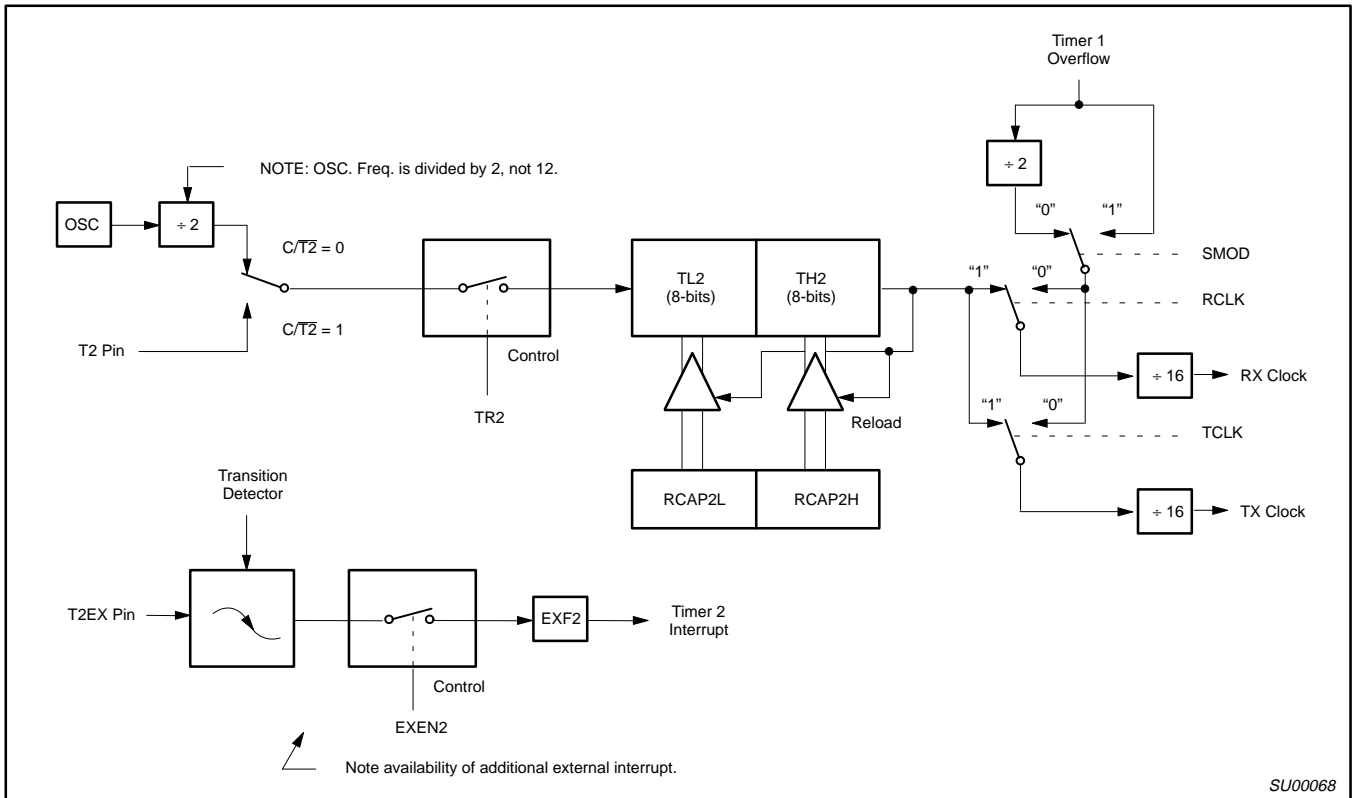 Timer 1
Overflow
÷ 2
NOTE: OSC. Freq. is divided by 2, not 12.
“0”
“1”
OSC
÷ 2
C/T2 = 0
SMOD
TL2
(8-bits)
TH2
(8-bits)
“1”
“0”
RCLK
C/T2 = 1
T2 Pin
Control
÷ 16
RX Clock
TR2
Reload
“1”
“0”
TCLK
Transition
Detector
RCAP2L
RCAP2H
÷ 16
TX Clock
T2EX Pin
EXF2
Timer 2
Interrupt
Control
EXEN2
Note availability of additional external interrupt.
SU00068